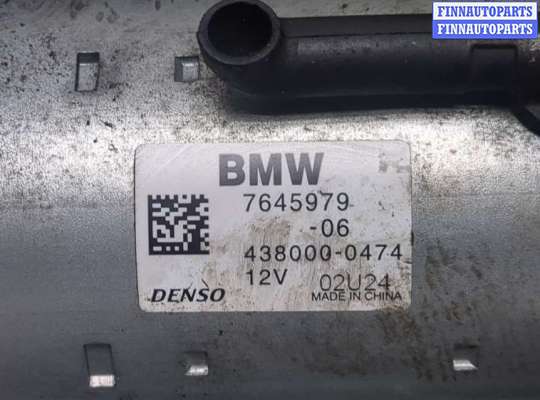 FINNAUTOPARTS
FINNAUTOPARTS
BMW
7645979
-06
438000-0474
12V 02U24
DENSO MADE IN CHINA